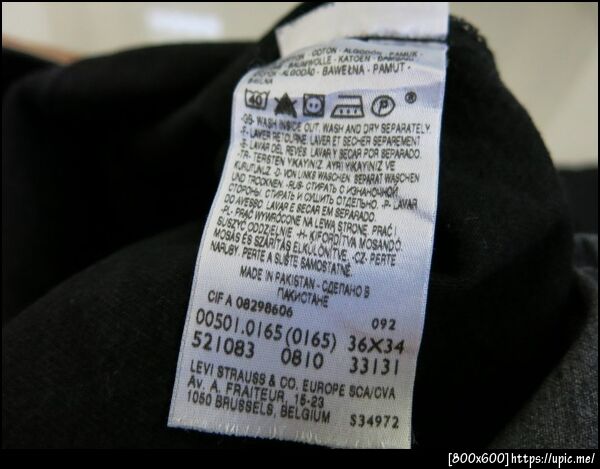 COTTON - ALGODÓN - PAMUK
BAUMWOLLE - KATOEN - BAMBAK
COTON - ALGODÃO - BAWEŁNA - PAMUT -
BAVLNA
40 P ®
-GB- WASH INSIDE OUT. WASH AND DRY SEPARATELY.
-F- LAVER RETOURNE LAVER ET SECHER SEPAREMENT
-E- LAVAR DEL REVES LAVAR Y SECAR POR SEPARADO.
-TR- TERSTEN YIKAYINIZ AYRI YIKAYINIZ VE
KURUTUNUZ -D- VON LINKS WASCHEN SEPARAT WASCHEN
UND TROCKNEN. -RUS- СТИРАТЬ С ИЗНАНОЧНОЙ
СТОРОНЫ СТИРАТЬ И СУШИТЬ ОТДЕЛЬНО. -P- LAVAR
DO AVESSO LAVAR E SECAR EM SEPARADO.
-PL- PRAĆ WYWRÓCONE NA LEWĄ STRONĘ, PRAĆ I
SUSZYĆ ODDZIELNIE -H- KIFORDÍTVA MOSANDÓ.
MOSÁS ÉS SZÁRÍTÁS ELKÜLÖNÍTVE. -CZ- PERTE
NARUBY. PERTE A SUŠTE SAMOSTATNĚ.
MADE IN PAKISTAN - СДЕЛАНО В
ПАКИСТАНЕ
CIF A 08298606 092
00501.0165 (0165) 36X34
521083 0810 33131
LEVI STRAUSS & CO. EUROPE SCA/CVA
Av. A. FRAITEUR, 15-23
1050 BRUSSELS, BELGIUM S34972
[800x600]https://upic.me/